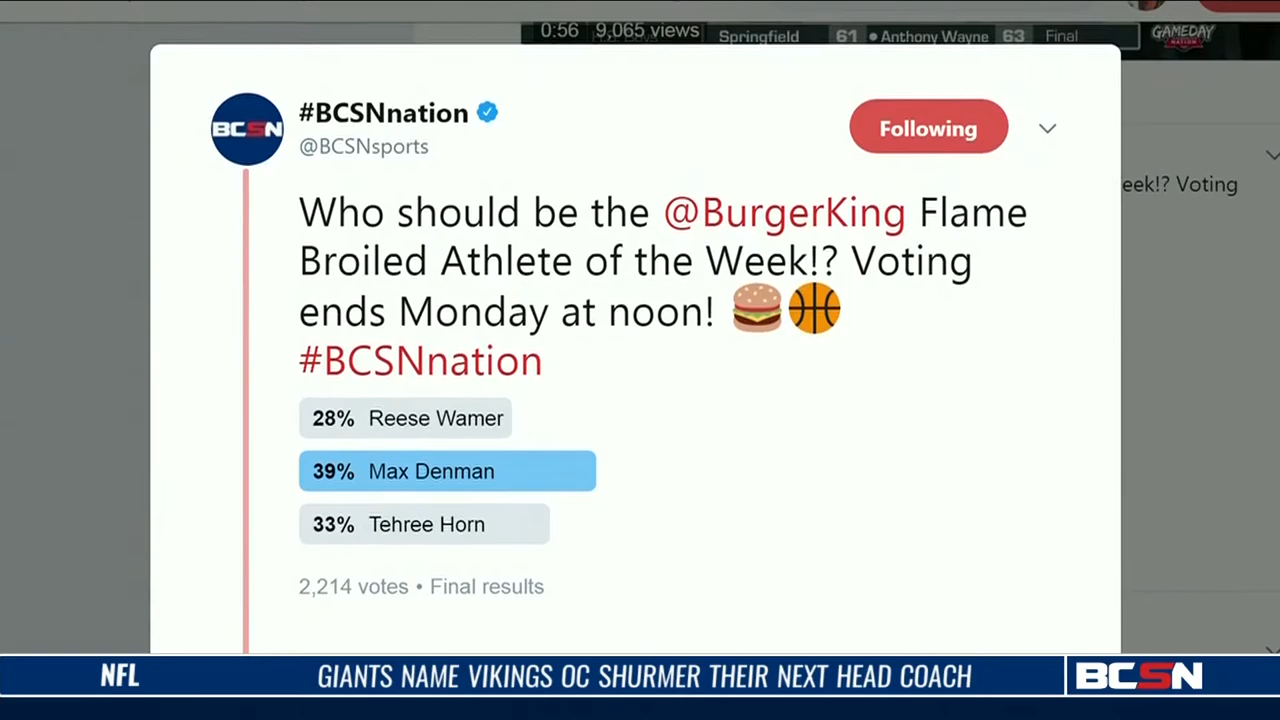 0:56 9,065 views
Springfield 61 • Anthony Wayne 63 Final
GAMEDAY
NATION
BCSN
#BCSNnation
@BCSNsports
Following
eek!? Voting
Who should be the @BurgerKing Flame
Broiled Athlete of the Week!? Voting
ends Monday at noon! 🍔🏀
#BCSNnation
28% Reese Wamer
39% Max Denman
33% Tehree Horn
2,214 votes • Final results
NFL GIANTS NAME VIKINGS OC SHURMER THEIR NEXT HEAD COACH BCSN